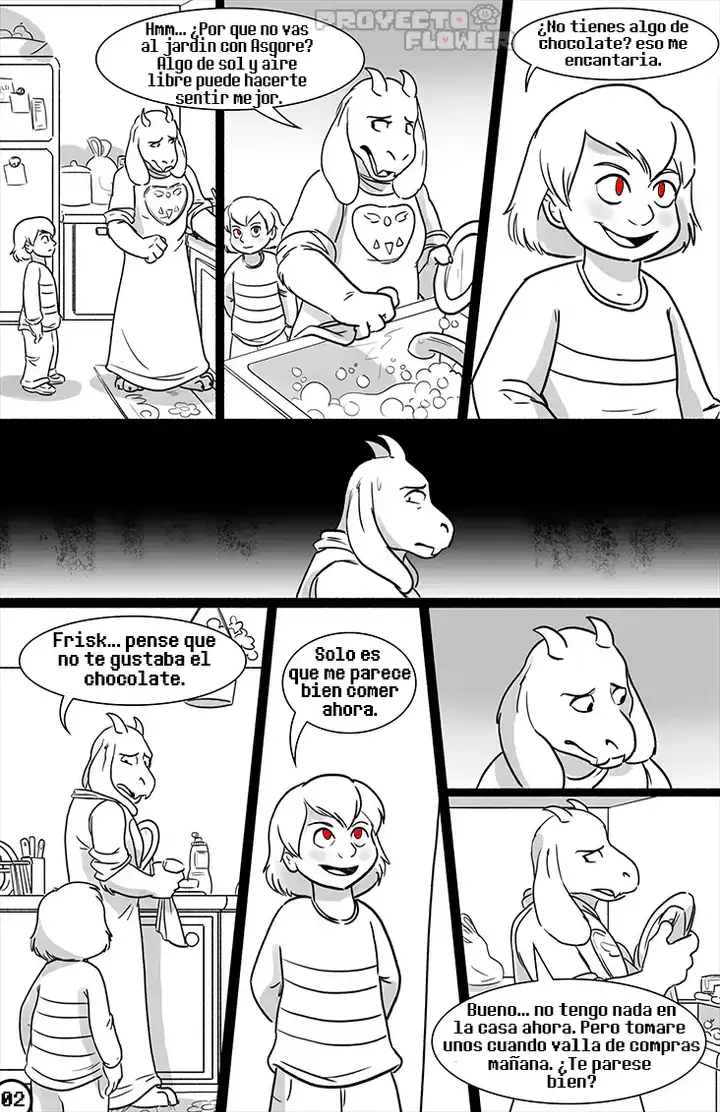 PROYECTO
FLOWER
Hmm... ¿Por que no vas
al jardin con Asgore?
Algo de sol y aire
libre puede hacerte
sentir mejor.
¿No tienes algo de
chocolate? eso me
encantaria.
Frisk... pense que
no te gustaba el
chocolate.
Solo es
que me parece
bien comer
ahora.
Bueno... no tengo nada en
la casa ahora. Pero tomare
unos cuando valla de compras
mañana. ¿Te parese
bien?
02